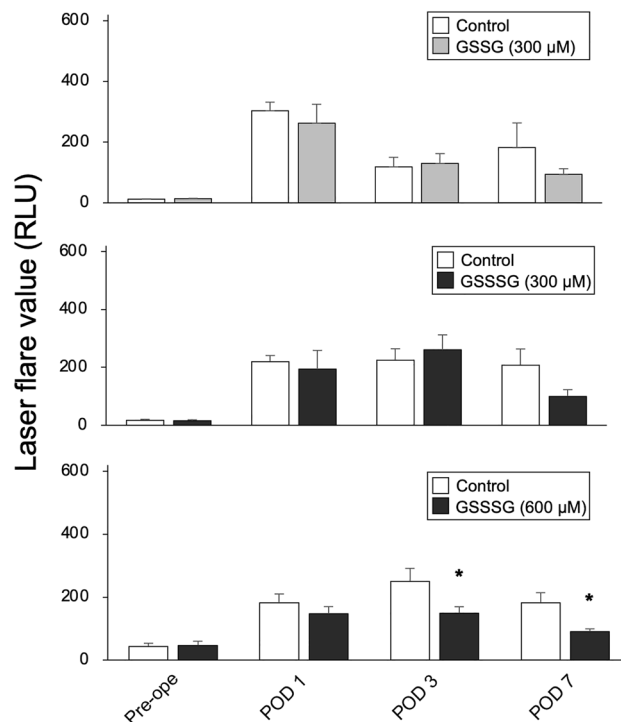 Laser flare value (RLU)
600
400
200
0
Control
GSSG (300 μM)
600
400
200
0
Control
GSSSG (300 μM)
600
400
200
0
Control
GSSSG (600 μM)
*
*
Pre-ope
POD 1
POD 3
POD 7